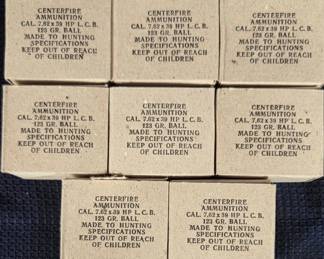 CENTERFIRE
AMMUNITION
CAL. 7,62 x 39 HP L. C. B.
123 GR. BALL
MADE TO HUNTING
SPECIFICATIONS
KEEP OUT OF REACH
OF CHILDREN
CENTERFIRE
AMMUNITION
CAL. 7,62 x 39 HP L. C. B.
123 GR. BALL
MADE TO HUNTING
SPECIFICATIONS
KEEP OUT OF REACH
OF CHILDREN
CENTERFIRE
AMMUNITION
CAL. 7,62 x 39 HP L. C. B.
123 GR. BALL
MADE TO HUNTING
SPECIFICATIONS
KEEP OUT OF REACH
OF CHILDREN
CENTERFIRE
AMMUNITION
CAL. 7,62 x 39 HP L. C. B.
123 GR. BALL
MADE TO HUNTING
SPECIFICATIONS
KEEP OUT OF REACH
OF CHILDREN
CENTERFIRE
AMMUNITION
CAL. 7,62 x 39 HP L. C. B.
123 GR. BALL
MADE TO HUNTING
SPECIFICATIONS
KEEP OUT OF REACH
OF CHILDREN
CENTERFIRE
AMMUNITION
CAL. 7,62 x 39 HP L. C. B.
123 GR. BALL
MADE TO HUNTING
SPECIFICATIONS
KEEP OUT OF REACH
OF CHILDREN
CENTERFIRE
AMMUNITION
CAL. 7,62 x 39 HP L. C. B.
123 GR. BALL
MADE TO HUNTING
SPECIFICATIONS
KEEP OUT OF REACH
OF CHILDREN
CENTERFIRE
AMMUNITION
CAL. 7,62 x 39 HP L. C. B.
123 GR. BALL
MADE TO HUNTING
SPECIFICATIONS
KEEP OUT OF REACH
OF CHILDREN